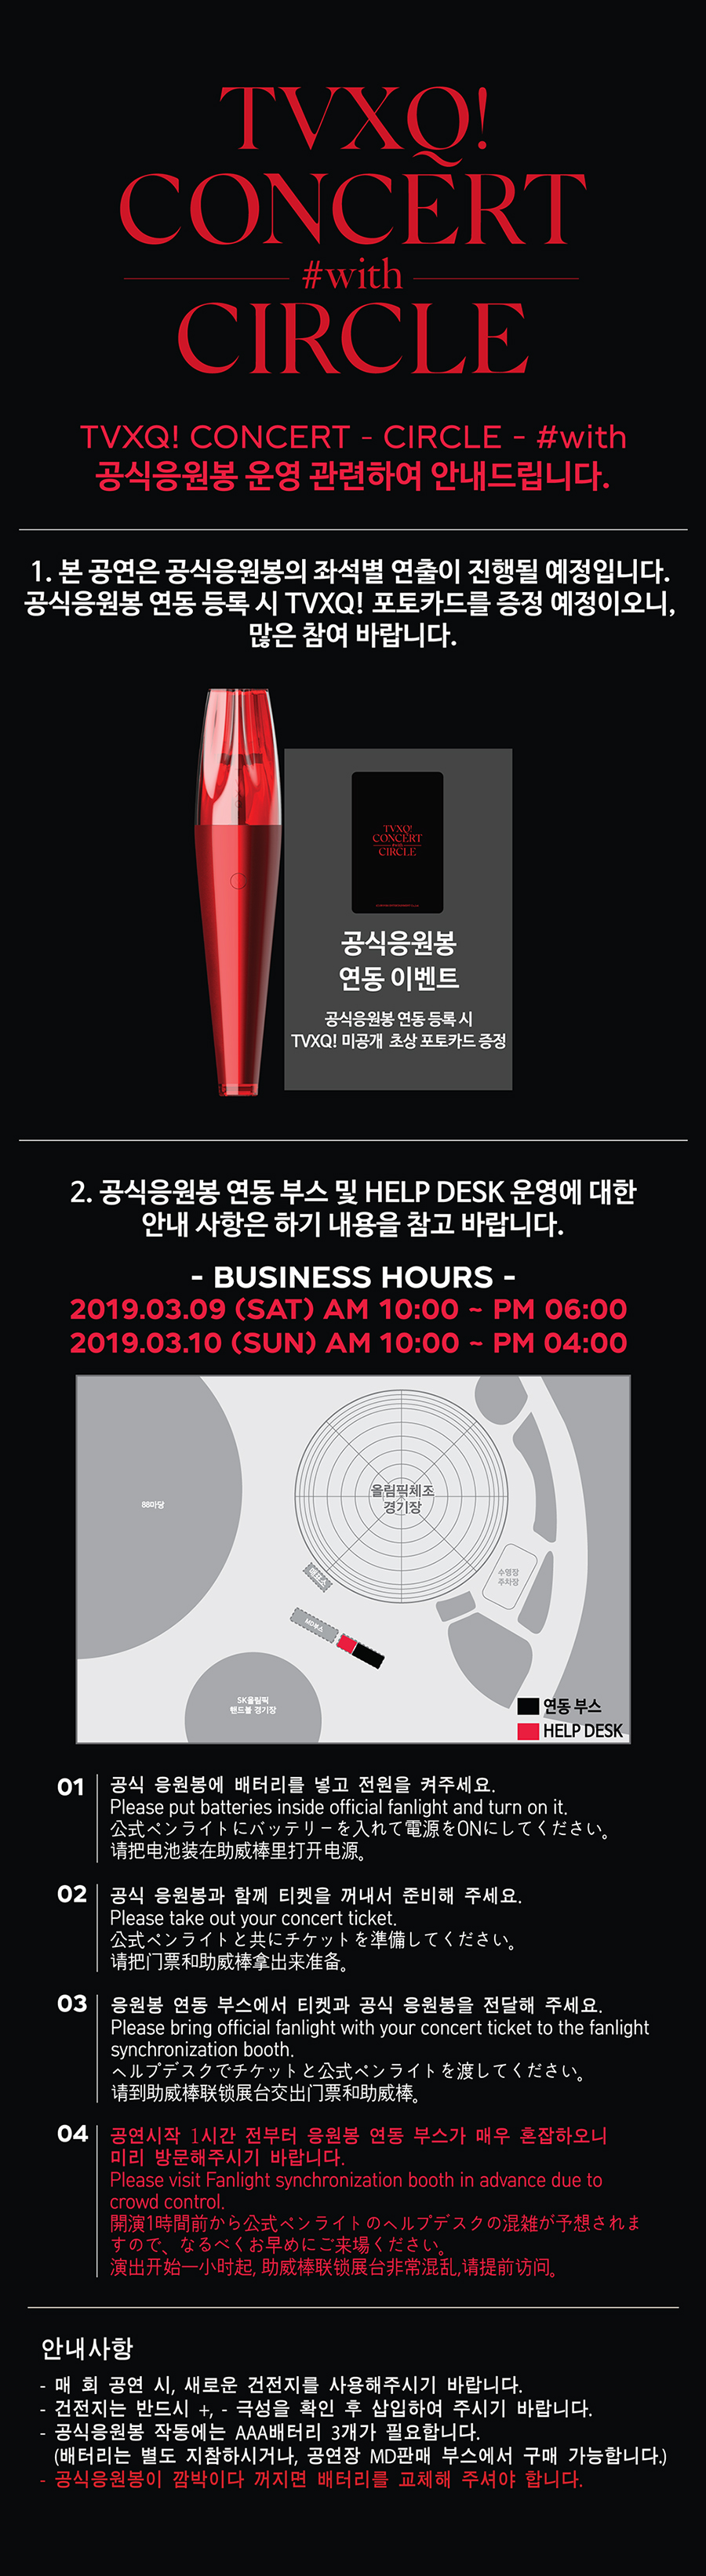 TVXQ!
CONCERT
#with
CIRCLE
TVXQ! CONCERT - CIRCLE - #with
공식응원봉 운영 관련하여 안내드립니다.
1. 본 공연은 공식응원봉의 좌석별 연출이 진행될 예정입니다.
공식응원봉 연동 등록 시 TVXQ! 포토카드를 증정 예정이오니,
많은 참여 바랍니다.
TVXQ!
CONCERT
#with
CIRCLE
공식응원봉
연동 이벤트
공식응원봉 연동 등록 시
TVXQ! 미공개 초상 포토카드 증정
2. 공식응원봉 연동 부스 및 HELP DESK 운영에 대한
안내 사항은 하기 내용을 참고 바랍니다.
- BUSINESS HOURS -
2019.03.09 (SAT) AM 10:00 ~ PM 06:00
2019.03.10 (SUN) AM 10:00 ~ PM 04:00
88마당
올림픽체조
경기장
수영장
주차장
MD부스
SK올림픽
핸드볼 경기장
연동 부스
HELP DESK
01
공식 응원봉에 배터리를 넣고 전원을 켜주세요.
Please put batteries inside official fanlight and turn on it.
公式ペンライトにバッテリーを入れて電源をONにしてください。
请把电池装在助威棒里打开电源。
02
공식 응원봉과 함께 티켓을 꺼내서 준비해 주세요.
Please take out your concert ticket.
公式ペンライトと共にチケットを準備してください。
请把门票和助威棒拿出来准备。
03
응원봉 연동 부스에서 티켓과 공식 응원봉을 전달해 주세요.
Please bring official fanlight with your concert ticket to the fanlight
synchronization booth.
ヘルプデスクでチケットと公式ペンライトを渡してください。
请到助威棒联锁展台交出门票和助威棒。
04
공연시작 1시간 전부터 응원봉 연동 부스가 매우 혼잡하오니
미리 방문해주시기 바랍니다.
Please visit Fanlight synchronization booth in advance due to
crowd control.
開演1時間前から公式ペンライトのヘルプデスクの混雑が予想されま
すので、なるべくお早めにご来場ください。
演出开始一小时起, 助威棒联锁展台非常混乱,请提前访问。
안내사항
- 매 회 공연 시, 새로운 건전지를 사용해주시기 바랍니다.
- 건전지는 반드시 +, - 극성을 확인 후 삽입하여 주시기 바랍니다.
- 공식응원봉 작동에는 AAA배터리 3개가 필요합니다.
(배터리는 별도 지참하시거나, 공연장 MD판매 부스에서 구매 가능합니다.)
- 공식응원봉이 깜박이다 꺼지면 배터리를 교체해 주셔야 합니다.